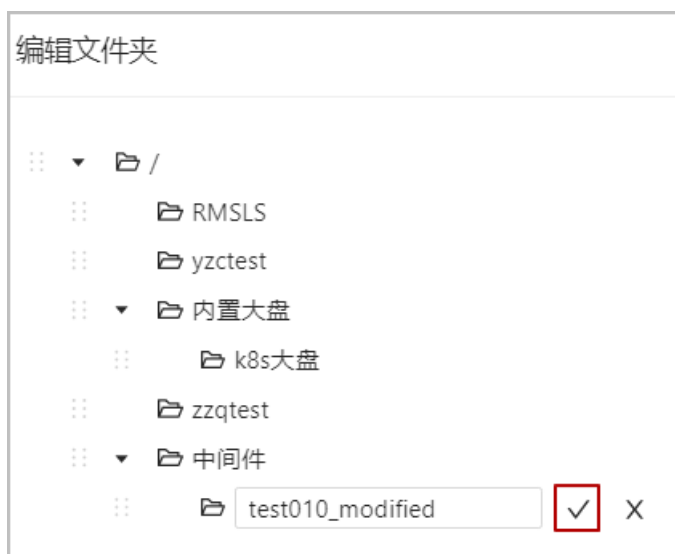 编辑文件夹
/
RMSLS
yzctest
内置大盘
k8s大盘
zzqtest
中间件
test010_modified